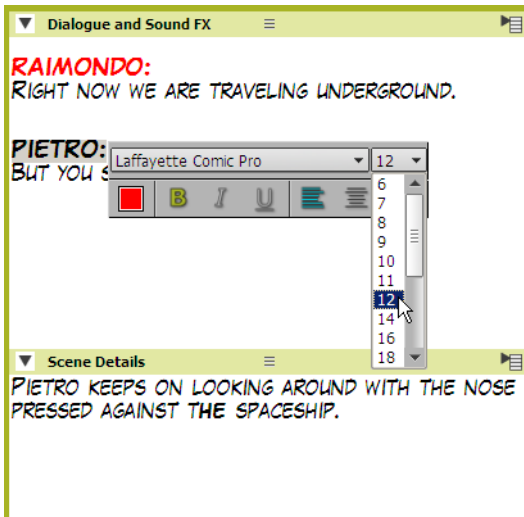 Dialogue and Sound FX
RAIMONDO:
RIGHT NOW WE ARE TRAVELING UNDERGROUND.
PIETRO:
Laffayette Comic Pro 12
BUT YOU
B I U
6
7
8
9
10
11
12
14
16
18
Scene Details
PIETRO KEEPS ON LOOKING AROUND WITH THE NOSE
PRESSED AGAINST THE SPACESHIP.